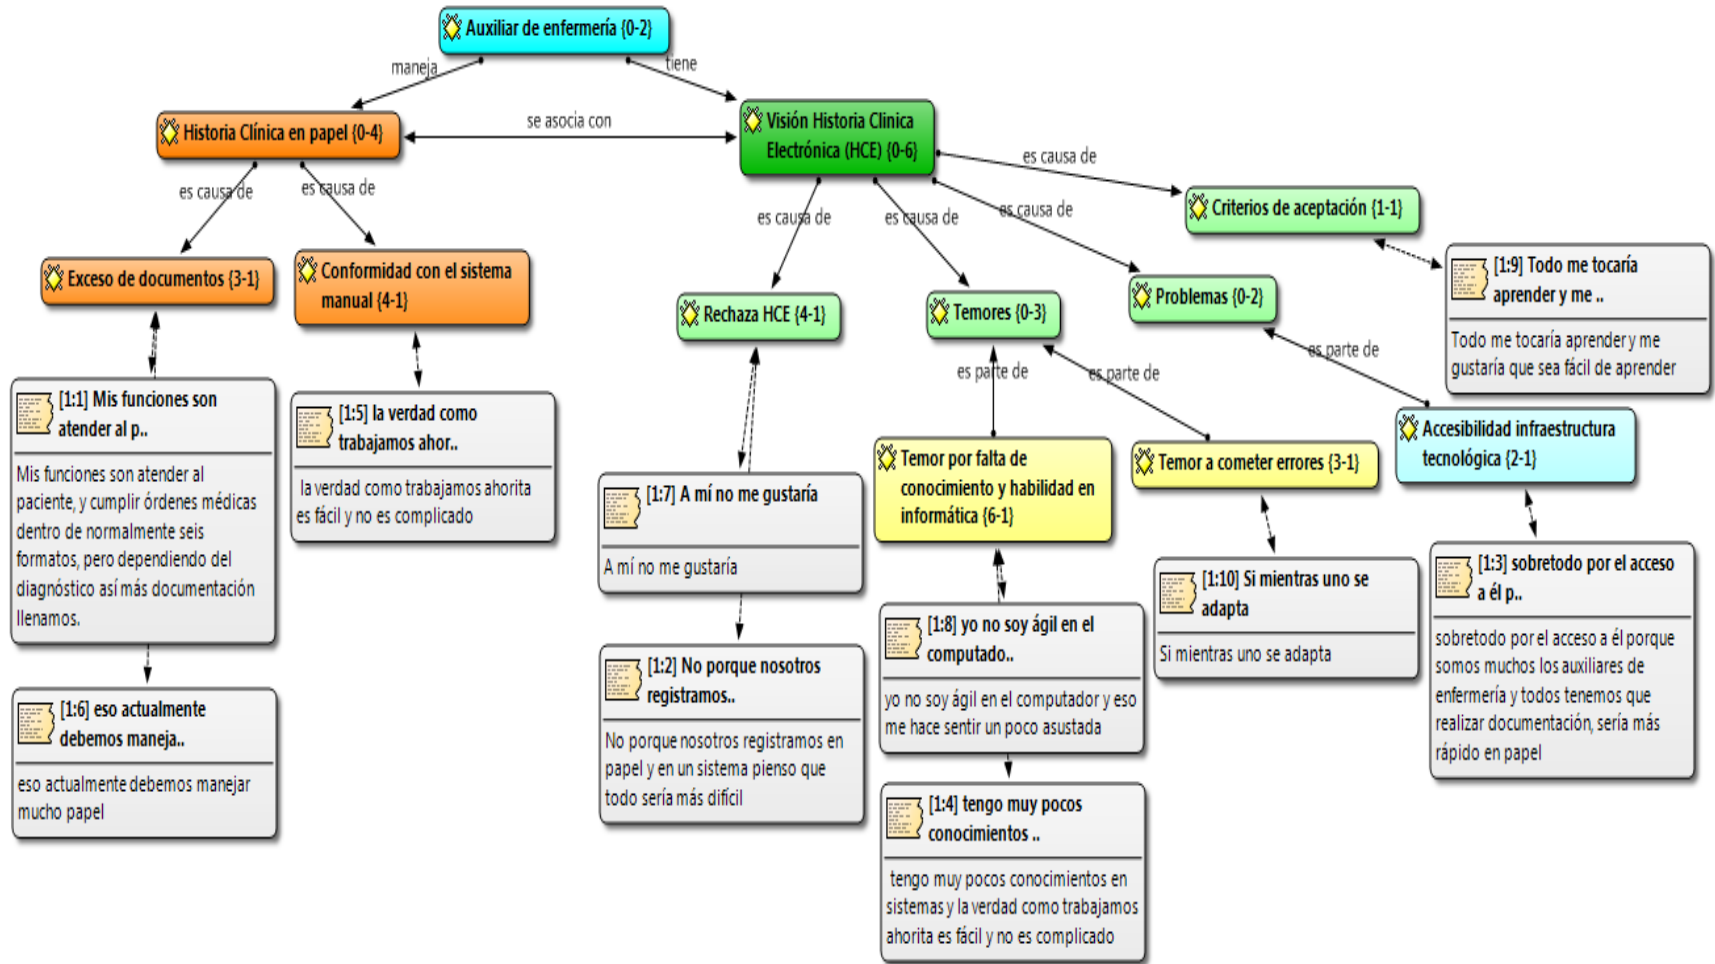 Auxiliar de enfermería {0-2}
maneja
tiene
Historia Clínica en papel {0-4}
se asocia con
Visión Historia Clinica
Electrónica (HCE) {0-6}
es causa de
es causa de
es causa de
es causa de
es causa de
es causa de
Criterios de aceptación {1-1}
Exceso de documentos {3-1}
Conformidad con el sistema
manual {4-1}
Rechaza HCE {4-1}
Temores {0-3}
Problemas {0-2}
[1:9] Todo me tocaría
aprender y me ..
Todo me tocaría aprender y me
gustaría que sea fácil de aprender
es parte de
es parte de
es parte de
[1:1] Mis funciones son
atender al p..
Mis funciones son atender al
paciente, y cumplir órdenes médicas
dentro de normalmente seis
formatos, pero dependiendo del
diagnóstico así más documentación
llenamos.
[1:5] la verdad como
trabajamos ahor..
la verdad como trabajamos ahorita
es fácil y no es complicado
[1:7] A mí no me gustaría
A mí no me gustaría
Temor por falta de
conocimiento y habilidad en
informática {6-1}
Temor a cometer errores {3-1}
Accesibilidad infraestructura
tecnológica {2-1}
[1:6] eso actualmente
debemos maneja..
eso actualmente debemos manejar
mucho papel
[1:2] No porque nosotros
registramos..
No porque nosotros registramos en
papel y en un sistema pienso que
todo sería más difícil
[1:8] yo no soy ágil en el
computado..
yo no soy ágil en el computador y eso
me hace sentir un poco asustada
[1:10] Si mientras uno se
adapta
Si mientras uno se adapta
[1:3] sobretodo por el acceso
a él p..
sobretodo por el acceso a él porque
somos muchos los auxiliares de
enfermería y todos tenemos que
realizar documentación, sería más
rápido en papel
[1:4] tengo muy pocos
conocimientos ..
tengo muy pocos conocimientos en
sistemas y la verdad como trabajamos
ahorita es fácil y no es complicado